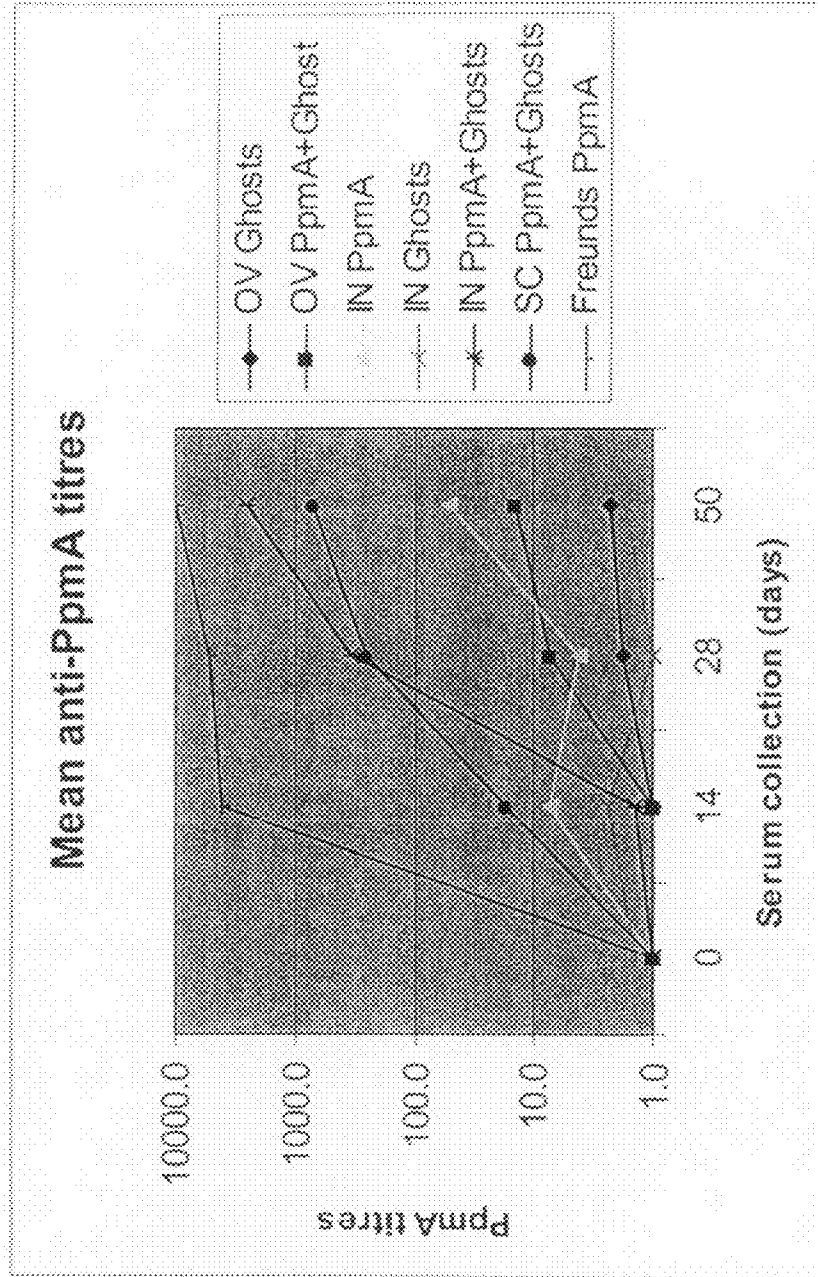 Mean anti-PpmA titres
PpmA titres
10000.0
1000.0
100.0
10.0
1.0
0
14
28
50
Serum collection (days)
OV Ghosts
OV PpmA+Ghost
IN PpmA
IN Ghosts
IN PpmA+Ghosts
SC PpmA+Ghosts
Freunds PpmA